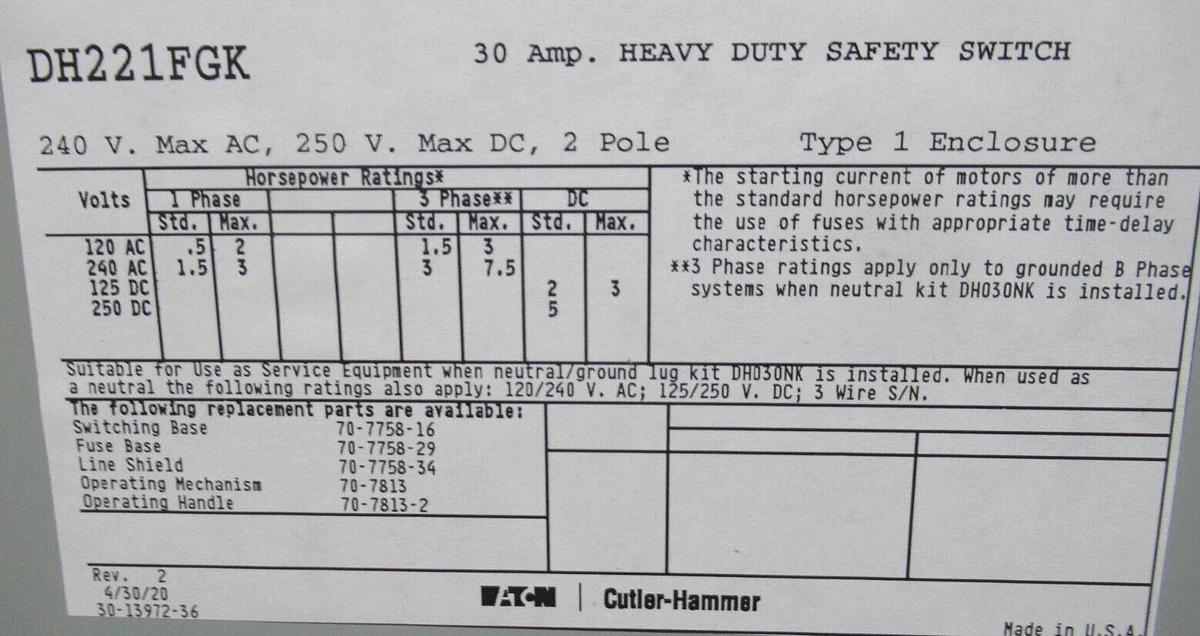 DH221FGK
30 Amp. HEAVY DUTY SAFETY SWITCH
240 V. Max AC, 250 V. Max DC, 2 Pole
Type 1 Enclosure
Horsepower Ratings*
Volts
1 Phase 3 Phase** DC
Std. Max. Std. Max. Std. Max.
120 AC .5 2 1.5 3
240 AC 1.5 3 3 7.5
125 DC 2 3
250 DC 5
*The starting current of motors of more than
the standard horsepower ratings may require
the use of fuses with appropriate time-delay
characteristics.
**3 Phase ratings apply only to grounded B Phase
systems when neutral kit DH030NK is installed.
Suitable for Use as Service Equipment when neutral/ground lug kit DH030NK is installed. When used as
a neutral the following ratings also apply: 120/240 V. AC; 125/250 V. DC; 3 Wire S/N.
The following replacement parts are available:
Switching Base 70-7758-16
Fuse Base 70-7758-29
Line Shield 70-7758-34
Operating Mechanism 70-7813
Operating Handle 70-7813-2
Rev. 2
4/30/20
30-13972-36
EATON | Cutler-Hammer
Made in U.S.A.